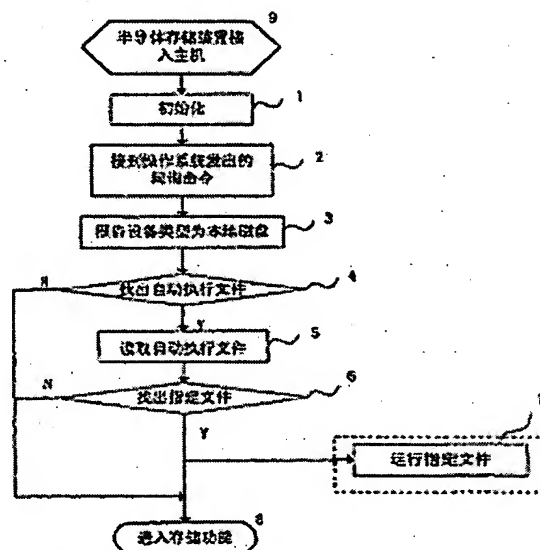 9
半导体存储装置接
入主机
1
初始化
2
接到操作系统发出的
查询命令
3
报告设备类型为本地磁盘
4
N
找出自动执行文件
Y
5
读取自动执行文件
6
N
找出指定文件
Y
运行指定文件
8
进入存储功能